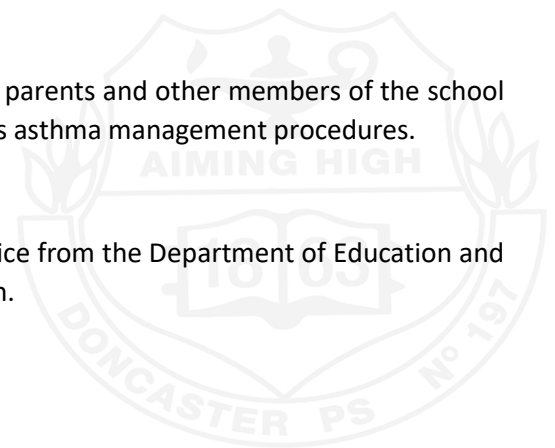 parents and other members of the school
s asthma management procedures.
AIMING HIGH
ice from the Department of Education and
n.
18 03
DONCASTER PS Nº 197